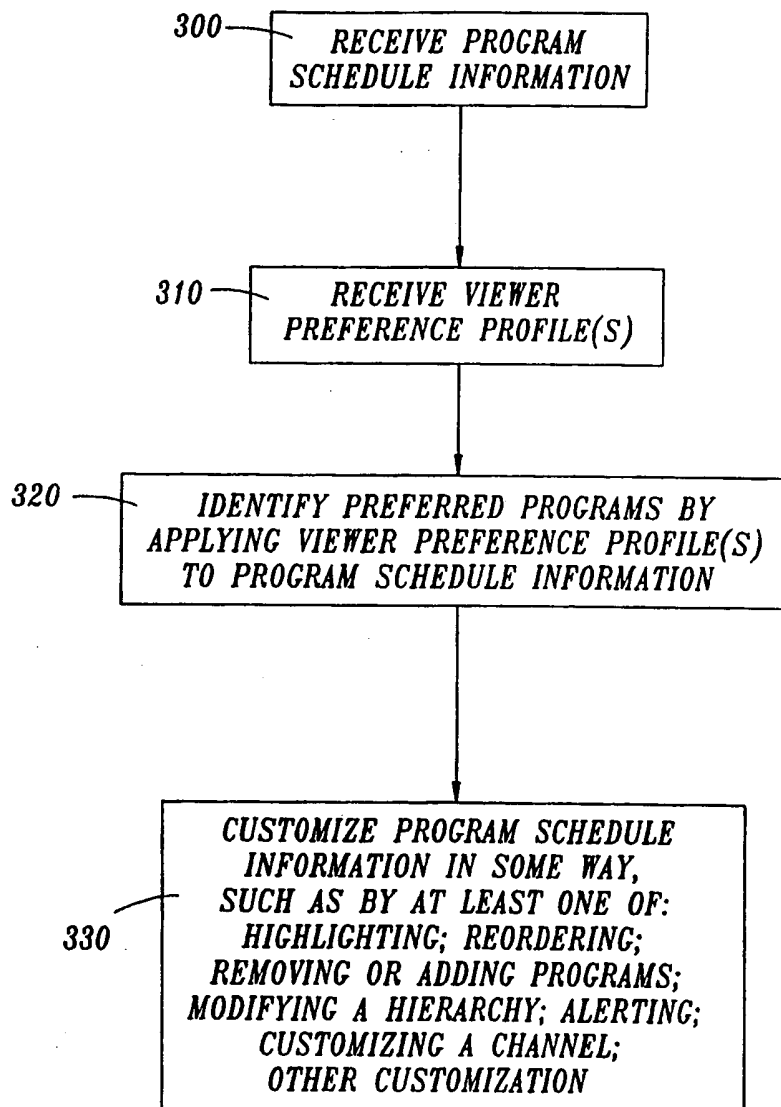 300
RECEIVE PROGRAM
SCHEDULE INFORMATION
310
RECEIVE VIEWER
PREFERENCE PROFILE(S)
320
IDENTIFY PREFERRED PROGRAMS BY
APPLYING VIEWER PREFERENCE PROFILE(S)
TO PROGRAM SCHEDULE INFORMATION
330
CUSTOMIZE PROGRAM SCHEDULE
INFORMATION IN SOME WAY,
SUCH AS BY AT LEAST ONE OF:
HIGHLIGHTING; REORDERING;
REMOVING OR ADDING PROGRAMS;
MODIFYING A HIERARCHY; ALERTING;
CUSTOMIZING A CHANNEL;
OTHER CUSTOMIZATION